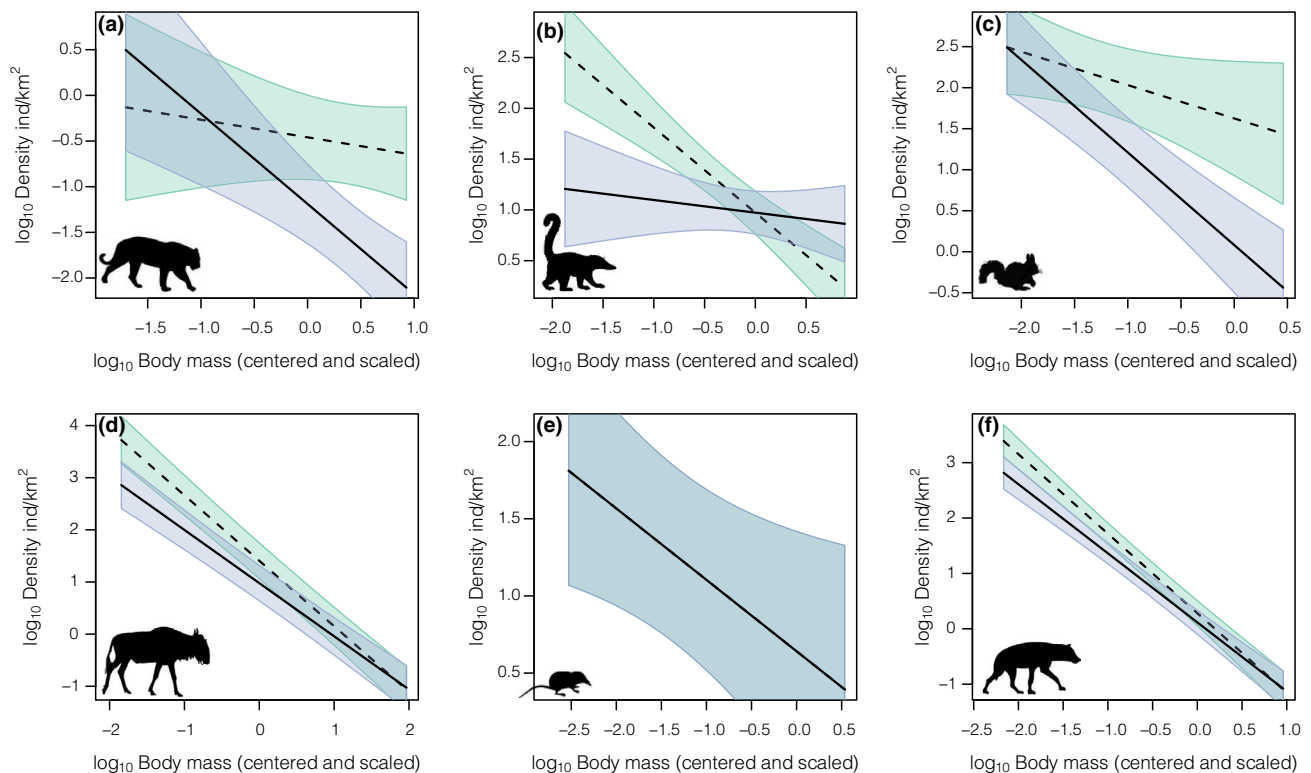 (a)
log₁₀ Density ind/km²
0.5
0.0
−0.5
−1.0
−1.5
−2.0
−1.5 −1.0 −0.5 0.0 0.5 1.0
log₁₀ Body mass (centered and scaled)
(b)
log₁₀ Density ind/km²
2.5
2.0
1.5
1.0
0.5
−2.0 −1.5 −1.0 −0.5 0.0 0.5
log₁₀ Body mass (centered and scaled)
(c)
log₁₀ Density ind/km²
2.5
2.0
1.5
1.0
0.5
0.0
−0.5
−2.0 −1.5 −1.0 −0.5 0.0 0.5
log₁₀ Body mass (centered and scaled)
(d)
log₁₀ Density ind/km²
4
3
2
1
0
−1
−2 −1 0 1 2
log₁₀ Body mass (centered and scaled)
(e)
log₁₀ Density ind/km²
2.0
1.5
1.0
0.5
−2.5 −2.0 −1.5 −1.0 −0.5 0.0 0.5
log₁₀ Body mass (centered and scaled)
(f)
log₁₀ Density ind/km²
3
2
1
0
−1
−2.5 −2.0 −1.5 −1.0 −0.5 0.0 0.5 1.0
log₁₀ Body mass (centered and scaled)